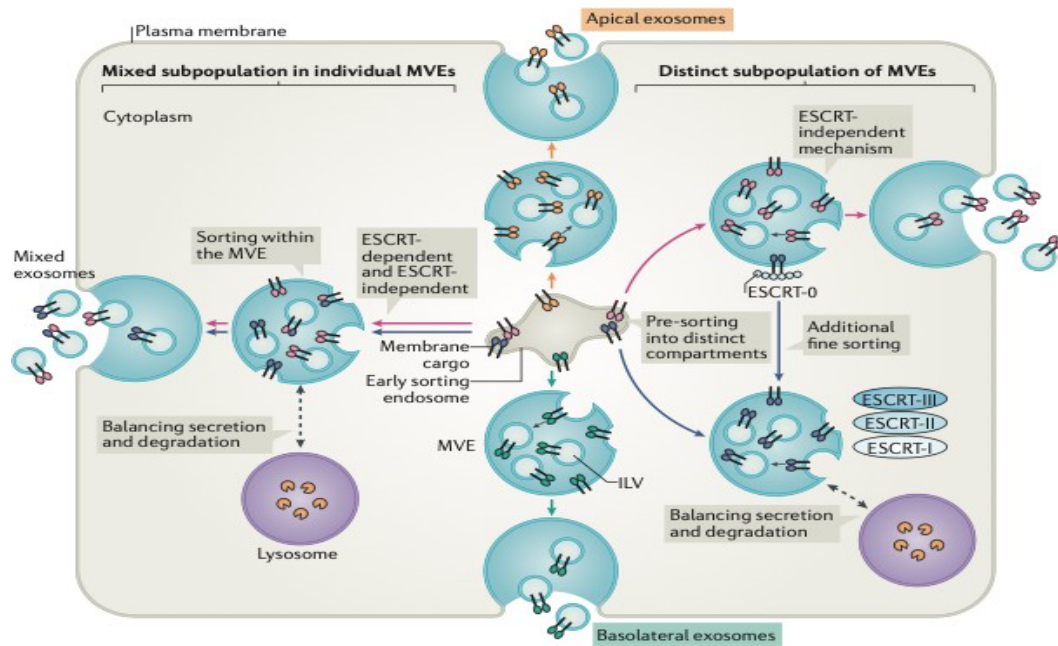 Apical exosomes
Plasma membrane
Mixed subpopulation in individual MVEs
Distinct subpopulation of MVEs
Cytoplasm
ESCRT-
independent
mechanism
Sorting within
the MVE
ESCRT-
dependent
and ESCRT-
independent
Mixed
exosomes
ESCRT-0
Pre-sorting
into distinct
compartments
Additional
fine sorting
Membrane
cargo
Early sorting
endosome
ESCRT-III
ESCRT-II
ESCRT-I
Balancing secretion
and degradation
MVE
ILV
Balancing secretion
and degradation
Lysosome
Basolateral exosomes